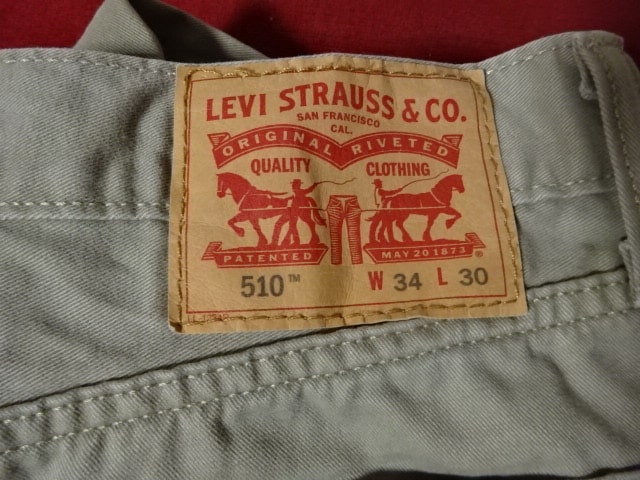 LEVI STRAUSS & CO.
SAN FRANCISCO
CAL.
ORIGINAL RIVETED
QUALITY CLOTHING
PATENTED MAY 20 1873 ®
510™ W 34 L 30